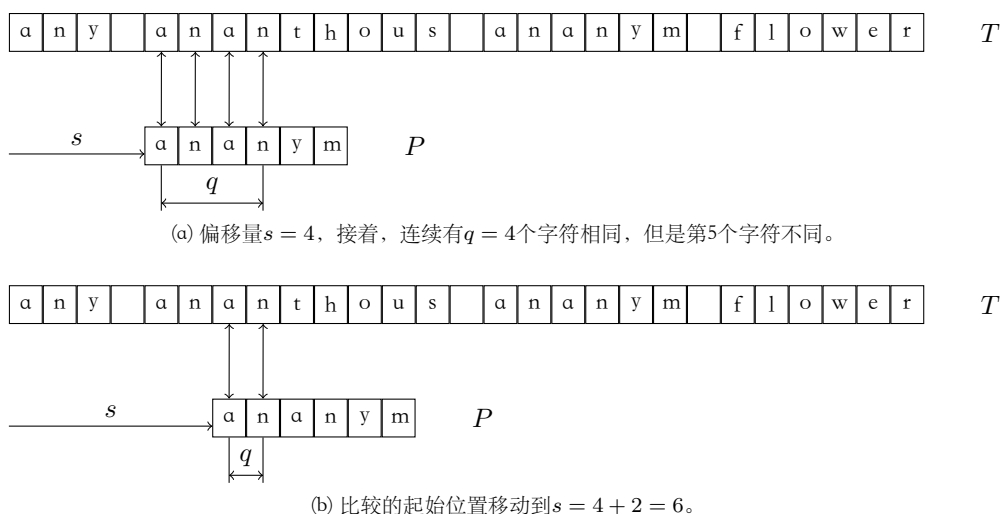 a n y a n a n t h o u s a n a n y m f l o w e r T
s a n a n y m P
q
(a) 偏移量s = 4，接着，连续有q = 4个字符相同，但是第5个字符不同。
a n y a n a n t h o u s a n a n y m f l o w e r T
s a n a n y m P
q
(b) 比较的起始位置移动到s = 4 + 2 = 6。